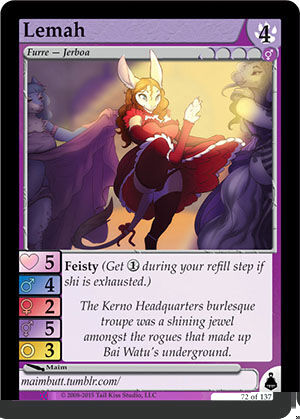 Lemah
4
Furre — Jerboa
Maim
5
4
2
5
3
Feisty (Get 1 during your refill step if
shi is exhausted.)
The Kerno Headquarters burlesque
troupe was a shining jewel
amongst the rogues that made up
Bai Watu's underground.
maimbutt.tumblr.com/
© 2009-2015 Tail Kiss Studio, LLC
72 of 137